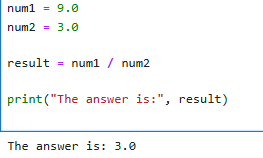 num1 = 9.0
num2 = 3.0
result = num1 / num2
print("The answer is:", result)
The answer is: 3.0